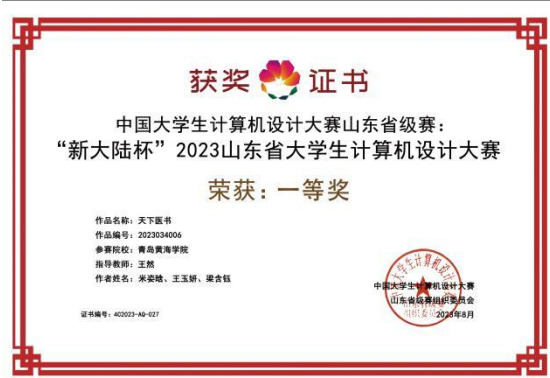 获奖 证书
中国大学生计算机设计大赛山东省级赛：
“新大陆杯”2023山东省大学生计算机设计大赛
荣获：一等奖
作品名称：天下医书
作品编号：2023034006
参赛院校：青岛黄海学院
指导教师：王然
作者姓名：米姿晗、王玉妍、梁含钰
中国大学生计算机设计大赛
山东省级赛组织委员会
证书编号：4C2023-AQ-027
2023年8月